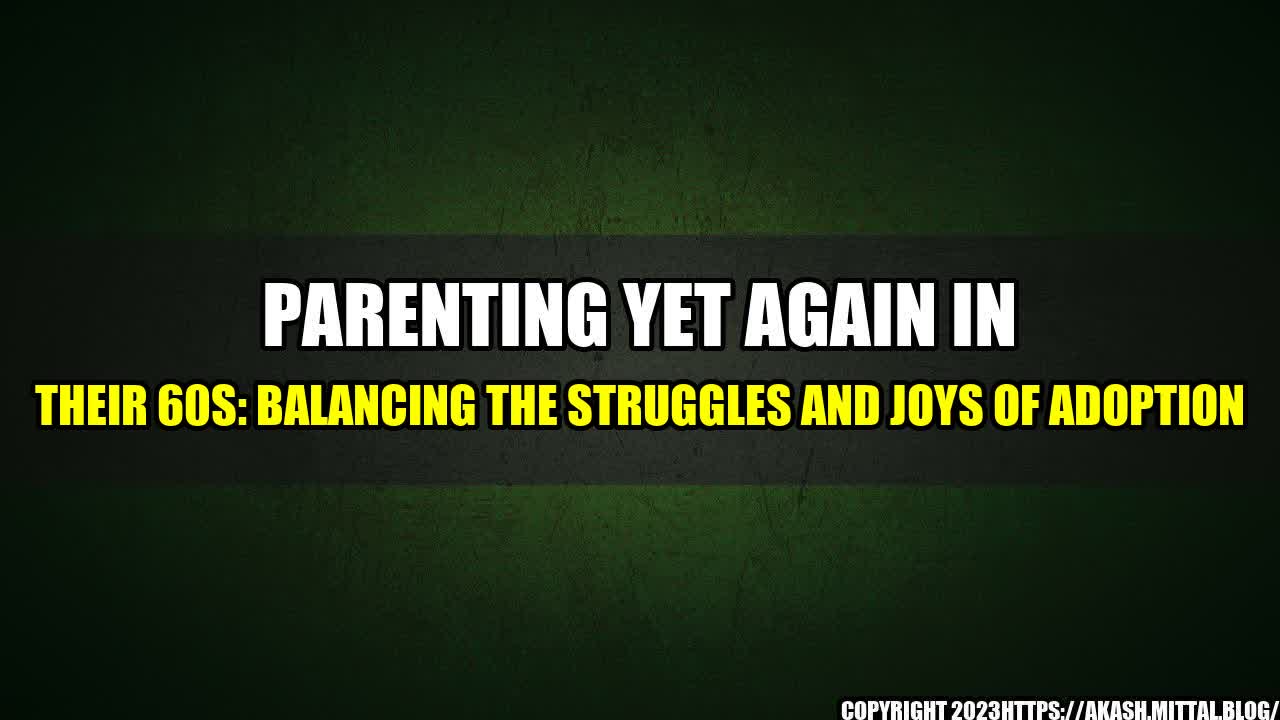 PARENTING YET AGAIN IN
THEIR 60S: BALANCING THE STRUGGLES AND JOYS OF ADOPTION
COPYRIGHT 2023HTTPS://AKASH.MITTAL.BLOG/